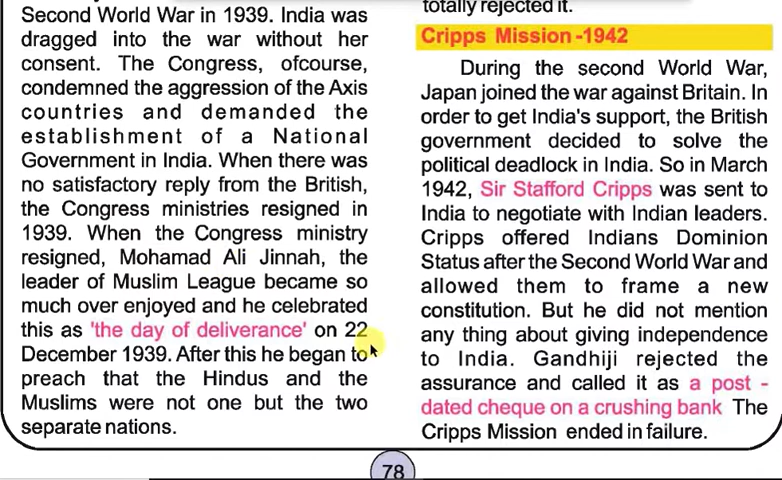 Second World War in 1939. India was
dragged into the war without her
consent. The Congress, ofcourse,
condemned the aggression of the Axis
countries and demanded the
establishment of a National
Government in India. When there was
no satisfactory reply from the British,
the Congress ministries resigned in
1939. When the Congress ministry
resigned, Mohamad Ali Jinnah, the
leader of Muslim League became so
much over enjoyed and he celebrated
this as 'the day of deliverance' on 22
December 1939. After this he began to
preach that the Hindus and the
Muslims were not one but the two
separate nations.
totally rejected it.
Cripps Mission -1942
During the second World War,
Japan joined the war against Britain. In
order to get India's support, the British
government decided to solve the
political deadlock in India. So in March
1942, Sir Stafford Cripps was sent to
India to negotiate with Indian leaders.
Cripps offered Indians Dominion
Status after the Second World War and
allowed them to frame a new
constitution. But he did not mention
any thing about giving independence
to India. Gandhiji rejected the
assurance and called it as a post -
dated cheque on a crushing bank The
Cripps Mission ended in failure.
78